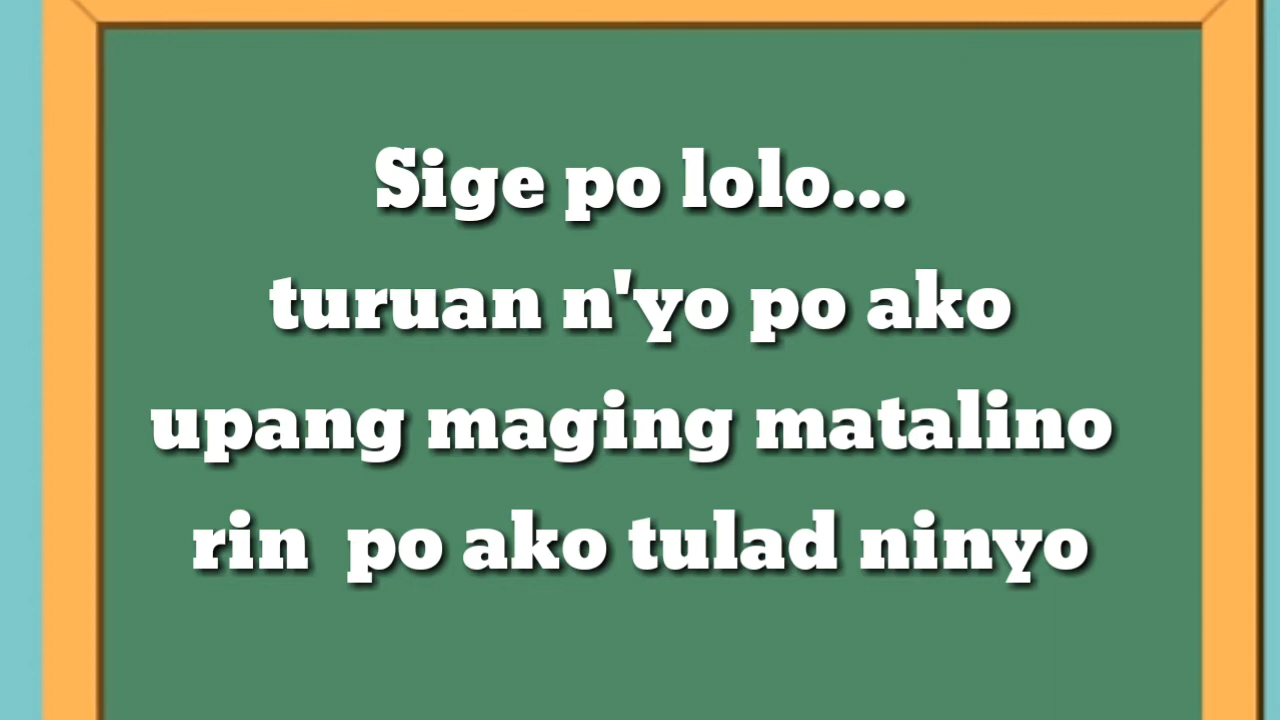 Sige po lolo...
turuan n'yo po ako
upang maging matalino
rin po ako tulad ninyo